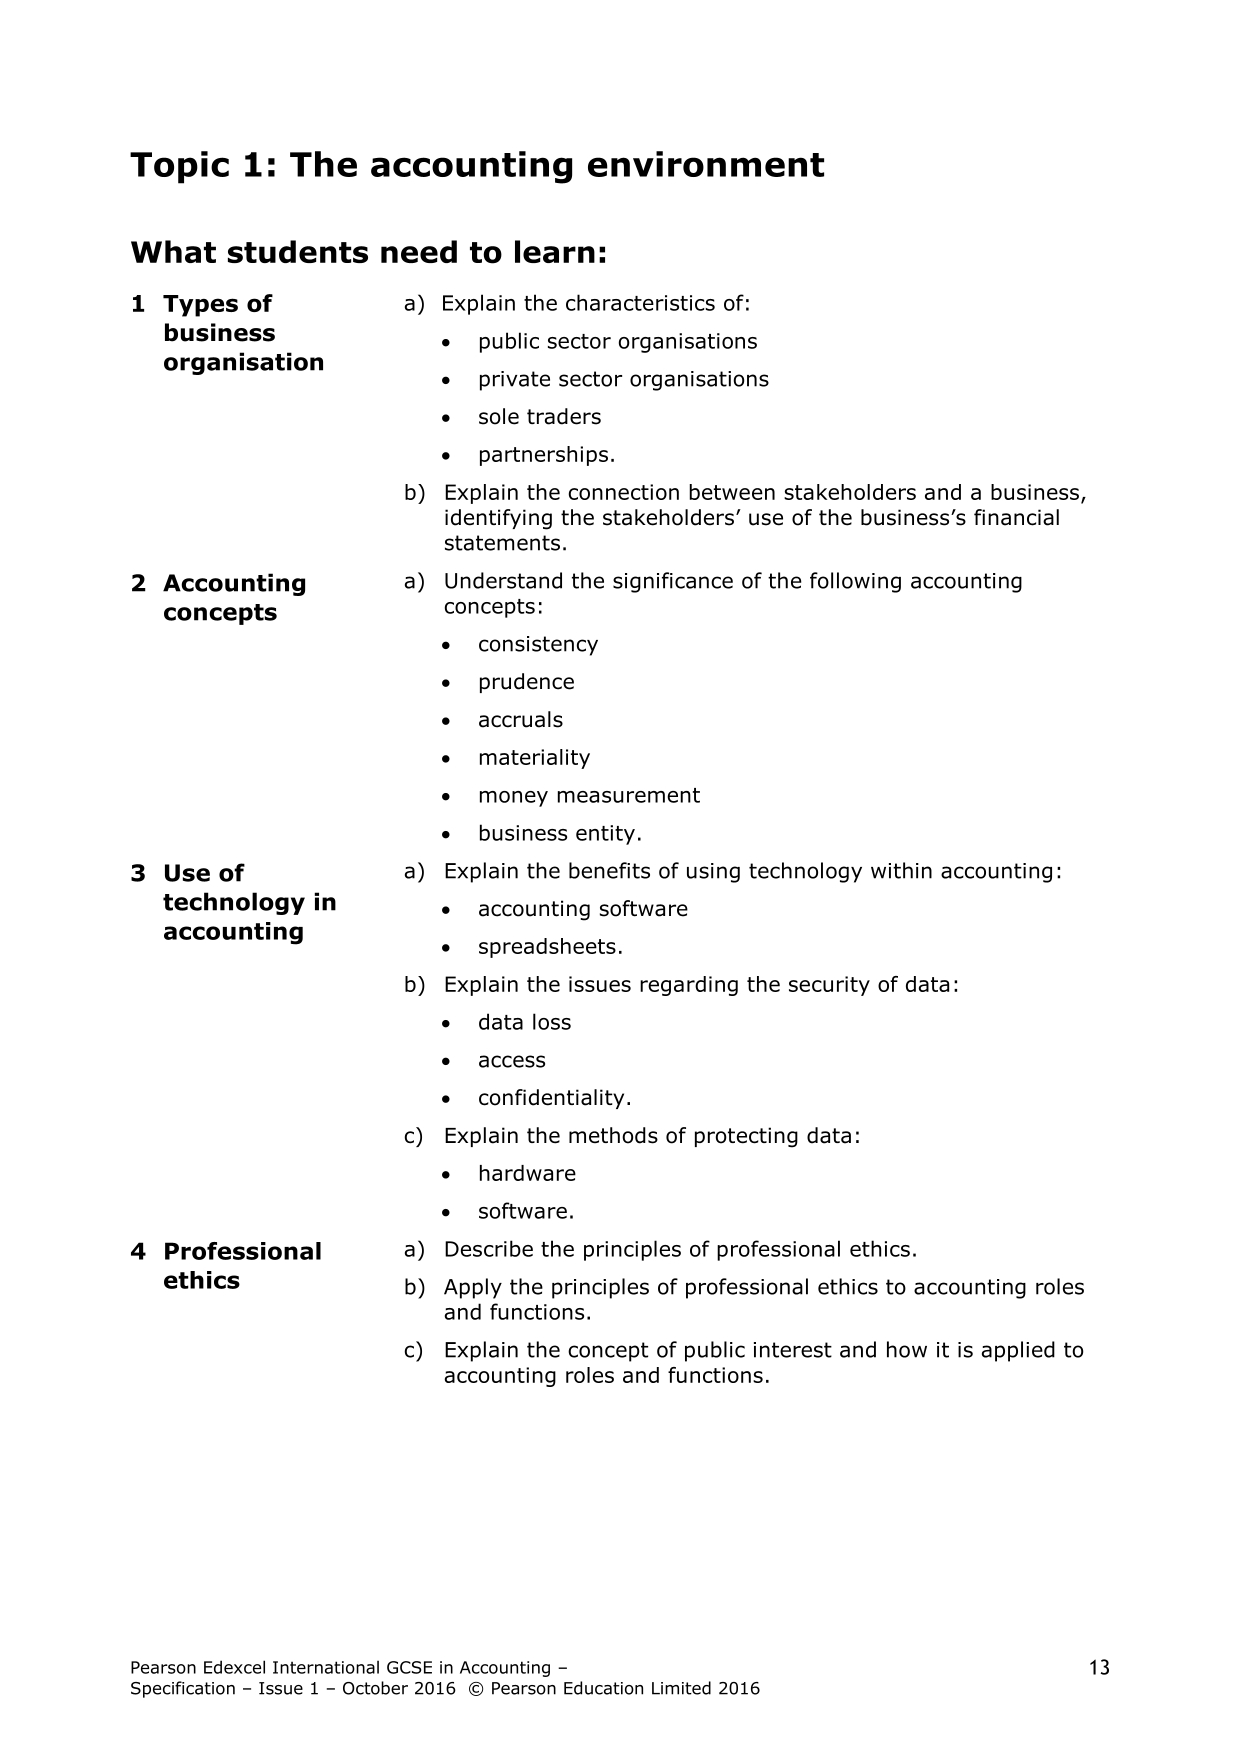 Topic 1: The accounting environment
What students need to learn:
1 Types of
business
organisation
a) Explain the characteristics of:
• public sector organisations
• private sector organisations
• sole traders
• partnerships.
b) Explain the connection between stakeholders and a business,
identifying the stakeholders’ use of the business’s financial
statements.
2 Accounting
concepts
a) Understand the significance of the following accounting
concepts:
• consistency
• prudence
• accruals
• materiality
• money measurement
• business entity.
3 Use of
technology in
accounting
a) Explain the benefits of using technology within accounting:
• accounting software
• spreadsheets.
b) Explain the issues regarding the security of data:
• data loss
• access
• confidentiality.
c) Explain the methods of protecting data:
• hardware
• software.
4 Professional
ethics
a) Describe the principles of professional ethics.
b) Apply the principles of professional ethics to accounting roles
and functions.
c) Explain the concept of public interest and how it is applied to
accounting roles and functions.
Pearson Edexcel International GCSE in Accounting –
Specification – Issue 1 – October 2016 © Pearson Education Limited 2016
13